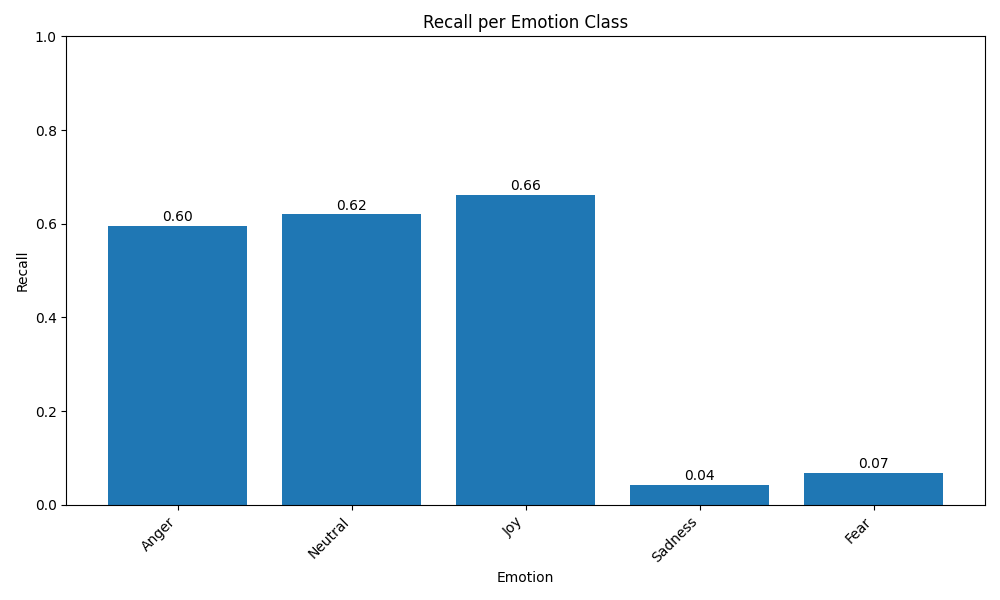 Recall per Emotion Class
1.0
0.8
0.6
0.4
0.2
0.0
Recall
0.60
0.62
0.66
0.04
0.07
Anger
Neutral
Joy
Sadness
Fear
Emotion